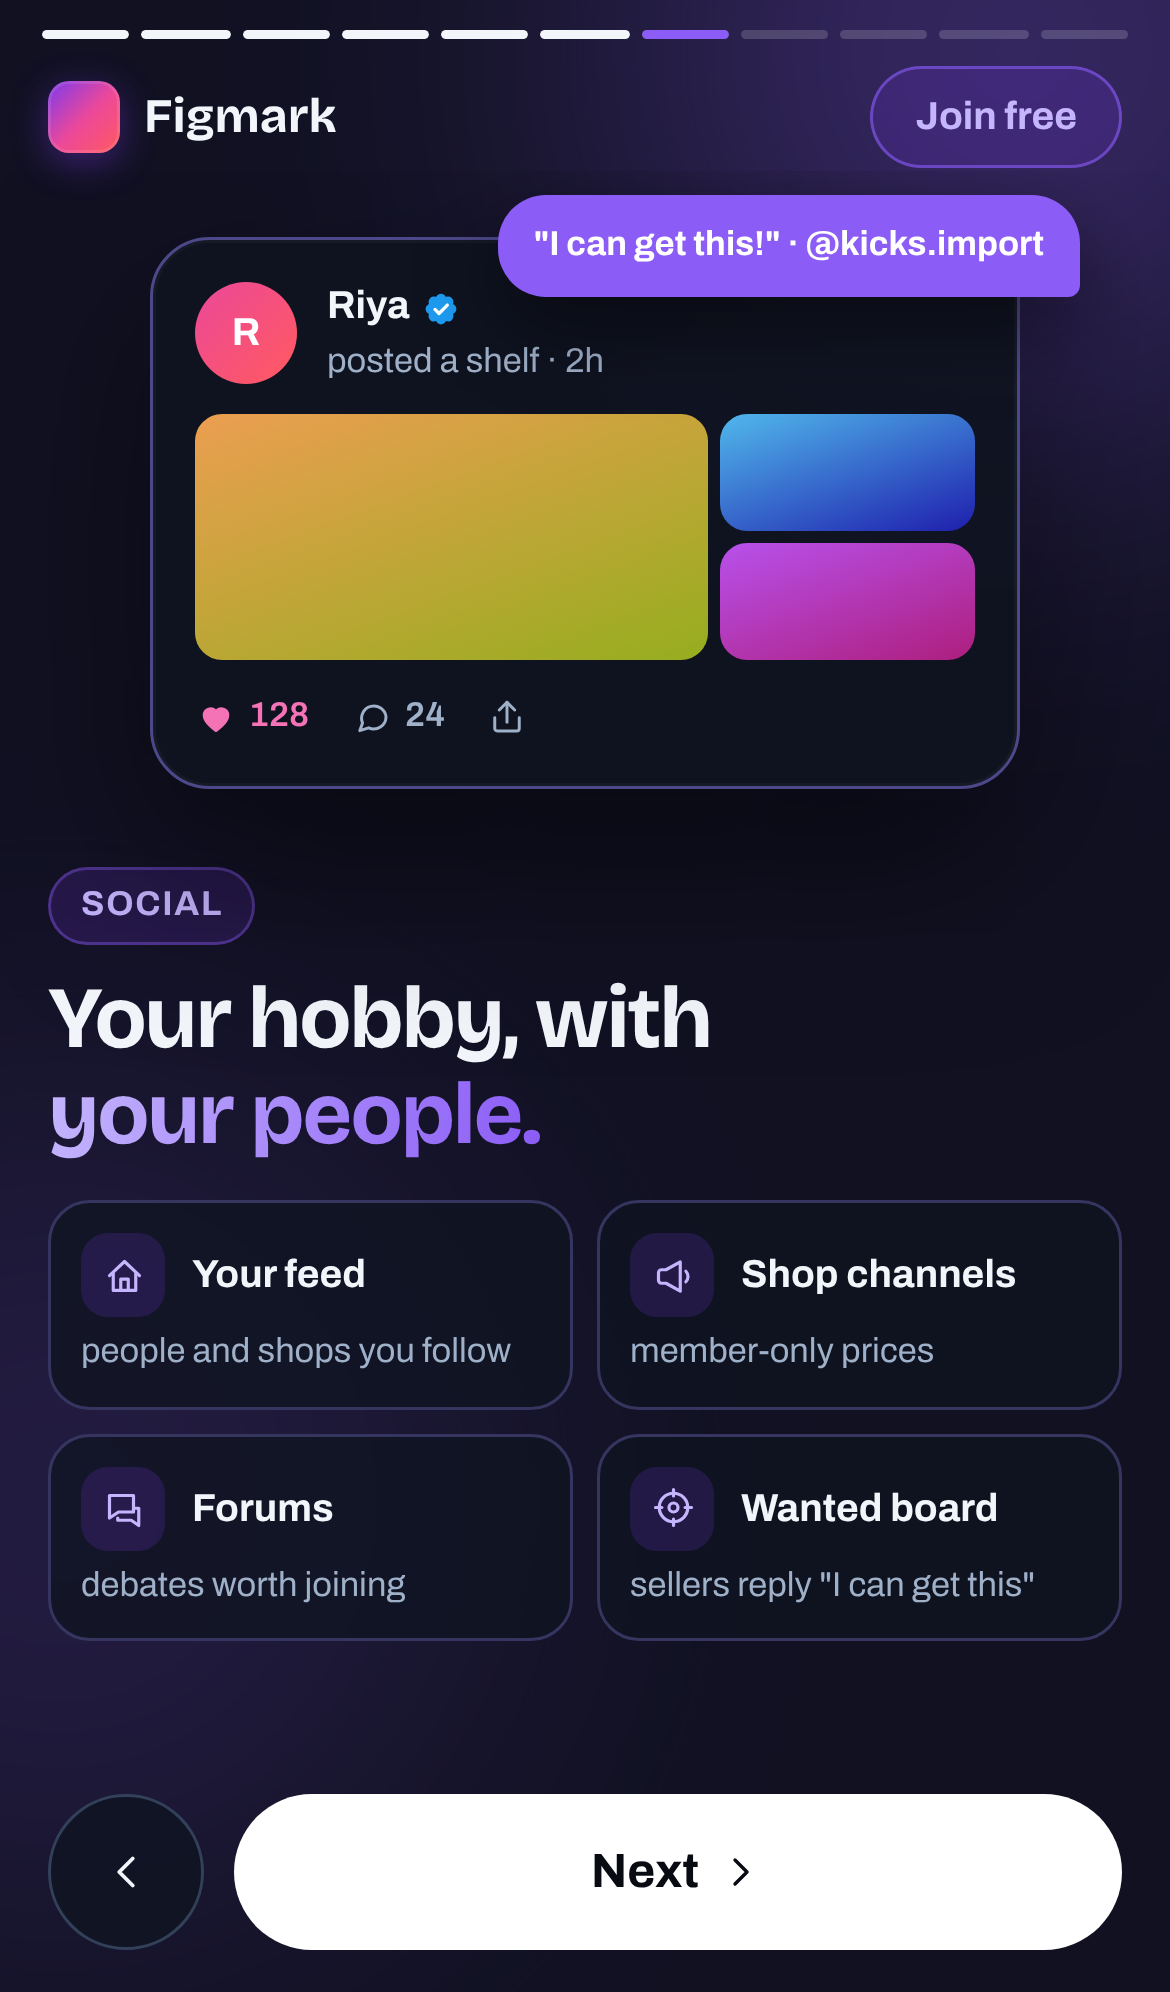 Figmark
Join free
"I can get this!" · @kicks.import
R
Riya
posted a shelf · 2h
128
24
SOCIAL
Your hobby, with
your people.
Your feed
people and shops you follow
Shop channels
member-only prices
Forums
debates worth joining
Wanted board
sellers reply "I can get this"
Next